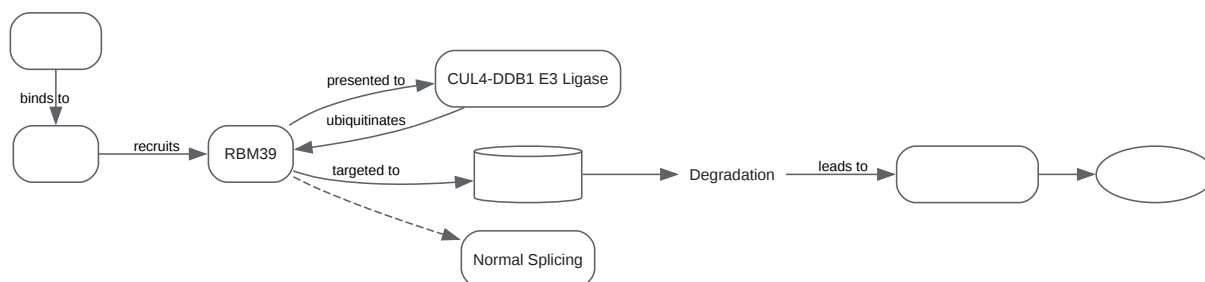 CUL4-DDB1 E3 Ligase
presented to
binds to
ubiquitinates
recruits
RBM39
targeted to
Degradation
leads to
Normal Splicing